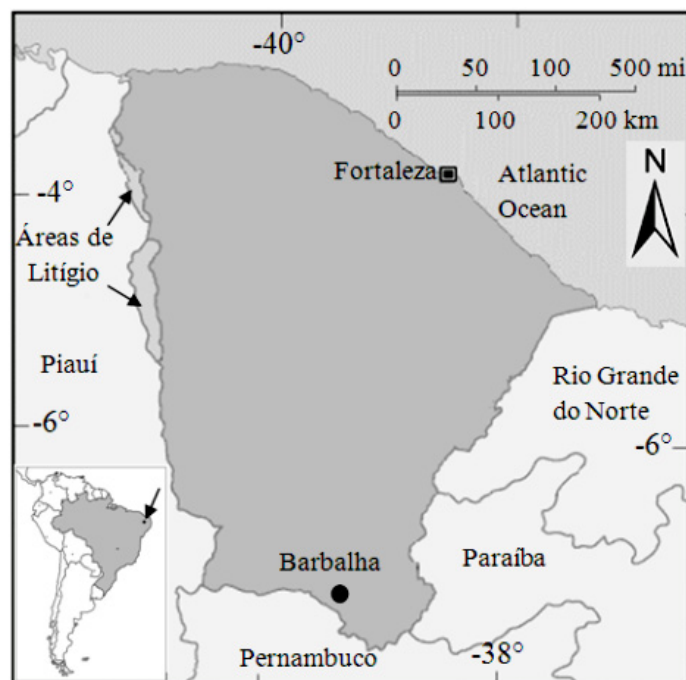 -40°
0 50 100 500 mi
0 100 200 km
N
Fortaleza
Atlantic
Ocean
-4°
Áreas de
Litígio
Piauí
Rio Grande
do Norte
-6°
-6°
Barbalha
Paraíba
Pernambuco
-38°